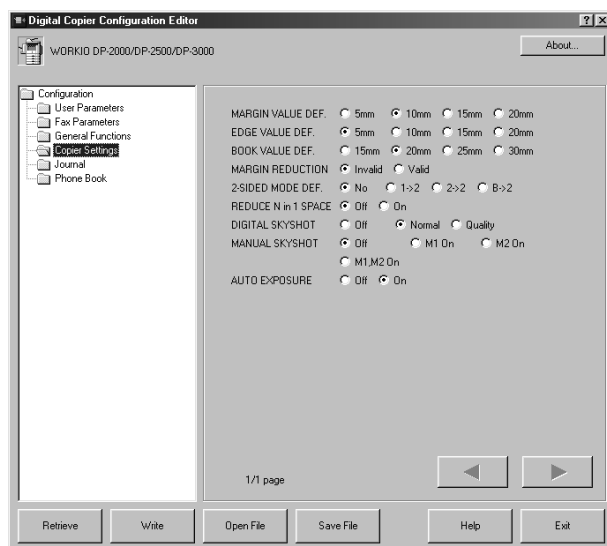 Digital Copier Configuration Editor
WORKIO DP-2000/DP-2500/DP-3000
About...
Configuration
User Parameters
Fax Parameters
General Functions
Copier Settings
Journal
Phone Book
MARGIN VALUE DEF. 5mm 10mm 15mm 20mm
EDGE VALUE DEF. 5mm 10mm 15mm 20mm
BOOK VALUE DEF. 15mm 20mm 25mm 30mm
MARGIN REDUCTION Invalid Valid
2-SIDED MODE DEF. No 1->2 2->2 B->2
REDUCE N in 1 SPACE Off On
DIGITAL SKYSHOT Off Normal Quality
MANUAL SKYSHOT Off M1 On M2 On
M1,M2 On
AUTO EXPOSURE Off On
1/1 page
Retrieve Write Open File Save File Help Exit